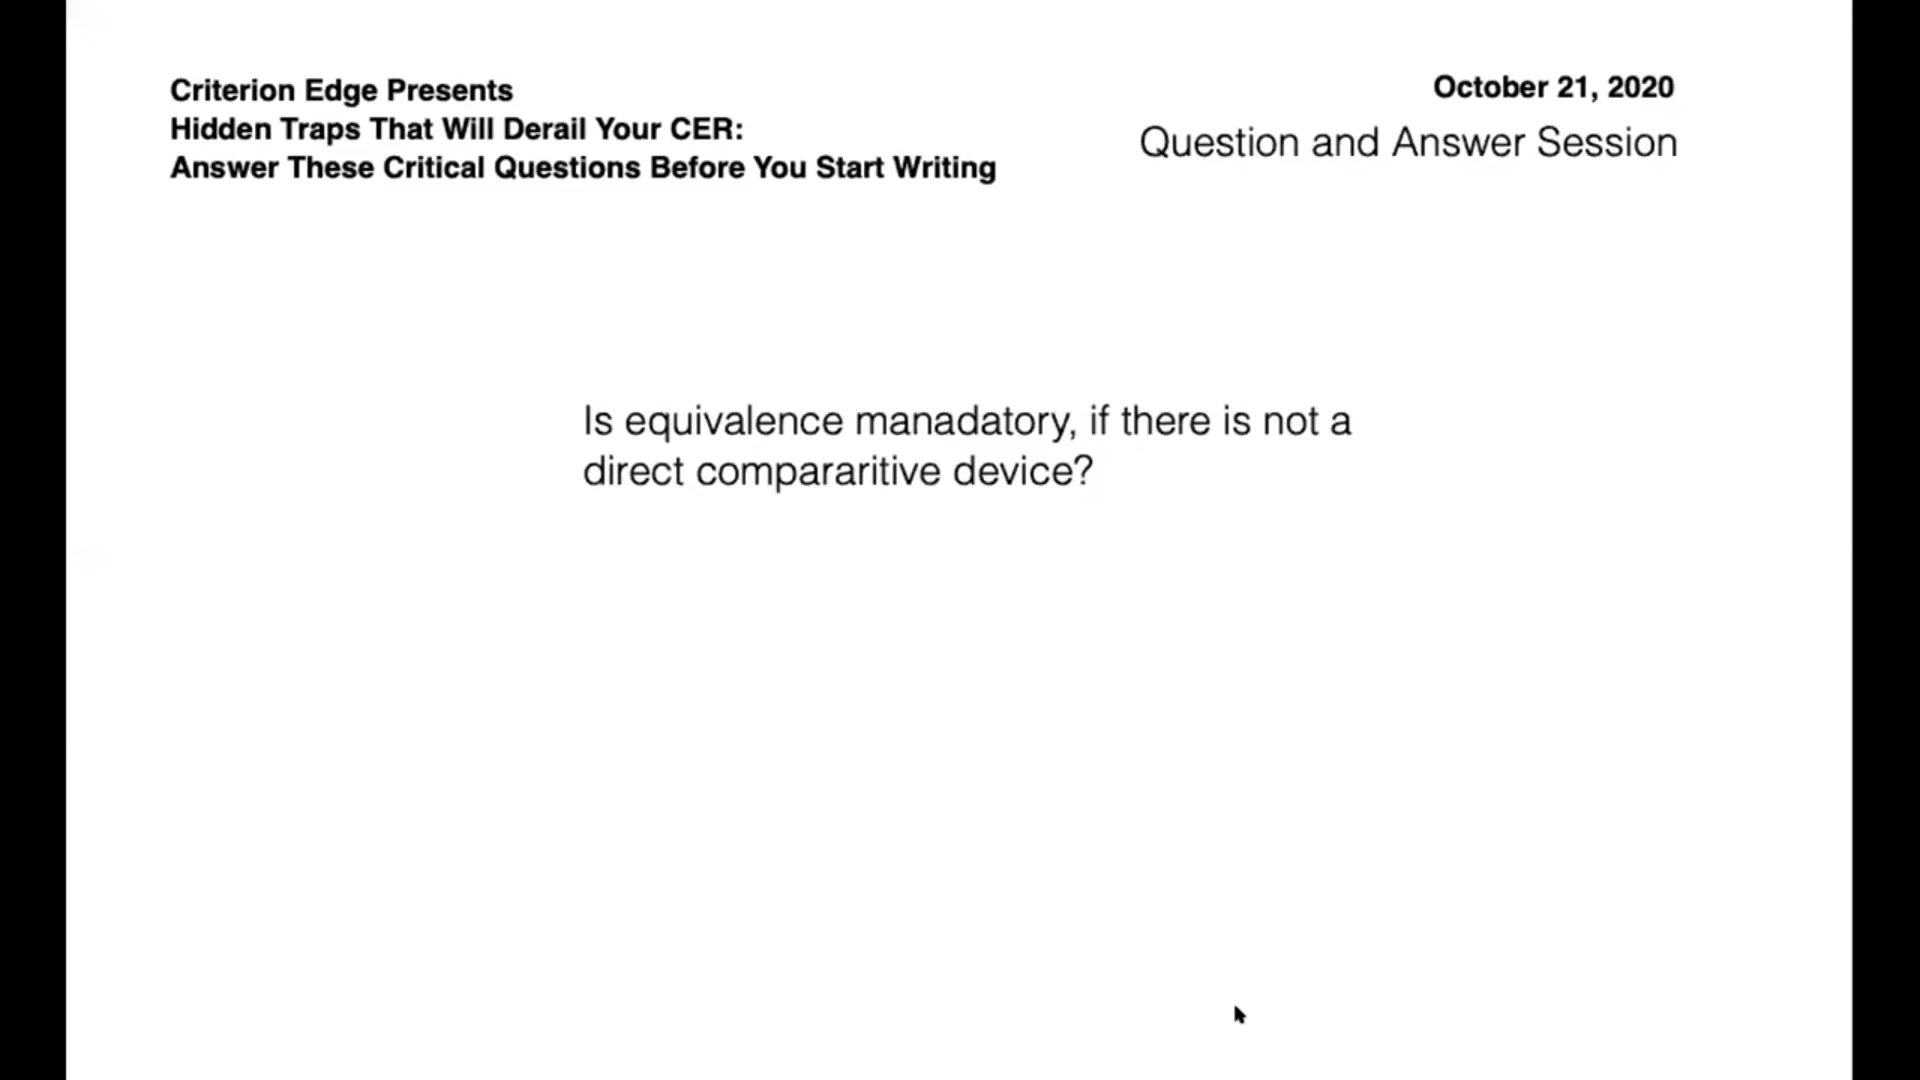 Criterion Edge Presents
Hidden Traps That Will Derail Your CER:
Answer These Critical Questions Before You Start Writing
October 21, 2020
Question and Answer Session
Is equivalence manadatory, if there is not a
direct compararitive device?